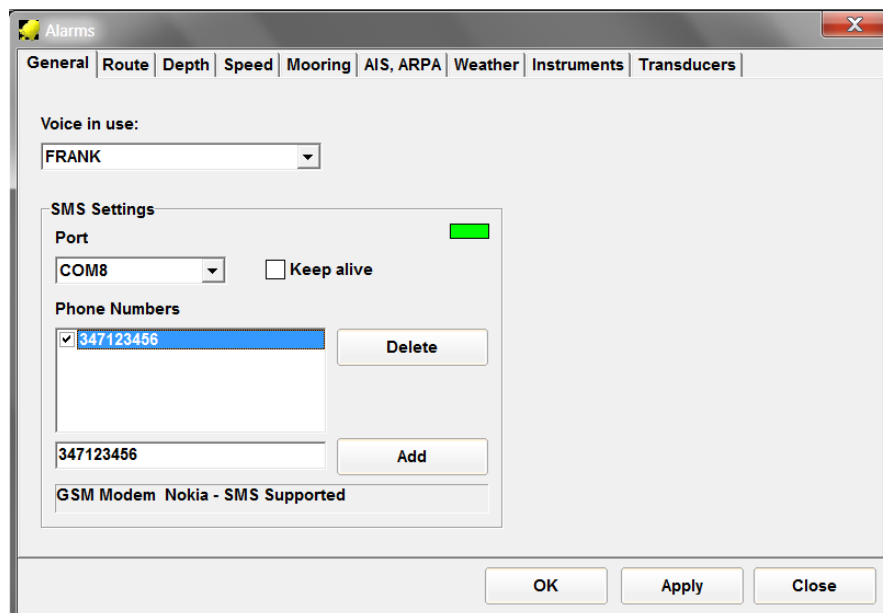 Alarms
General Route Depth Speed Mooring AIS, ARPA Weather Instruments Transducers
Voice in use:
FRANK
SMS Settings
Port
COM8 Keep alive
Phone Numbers
347123456
Delete
347123456 Add
GSM Modem  Nokia - SMS Supported
OK Apply Close